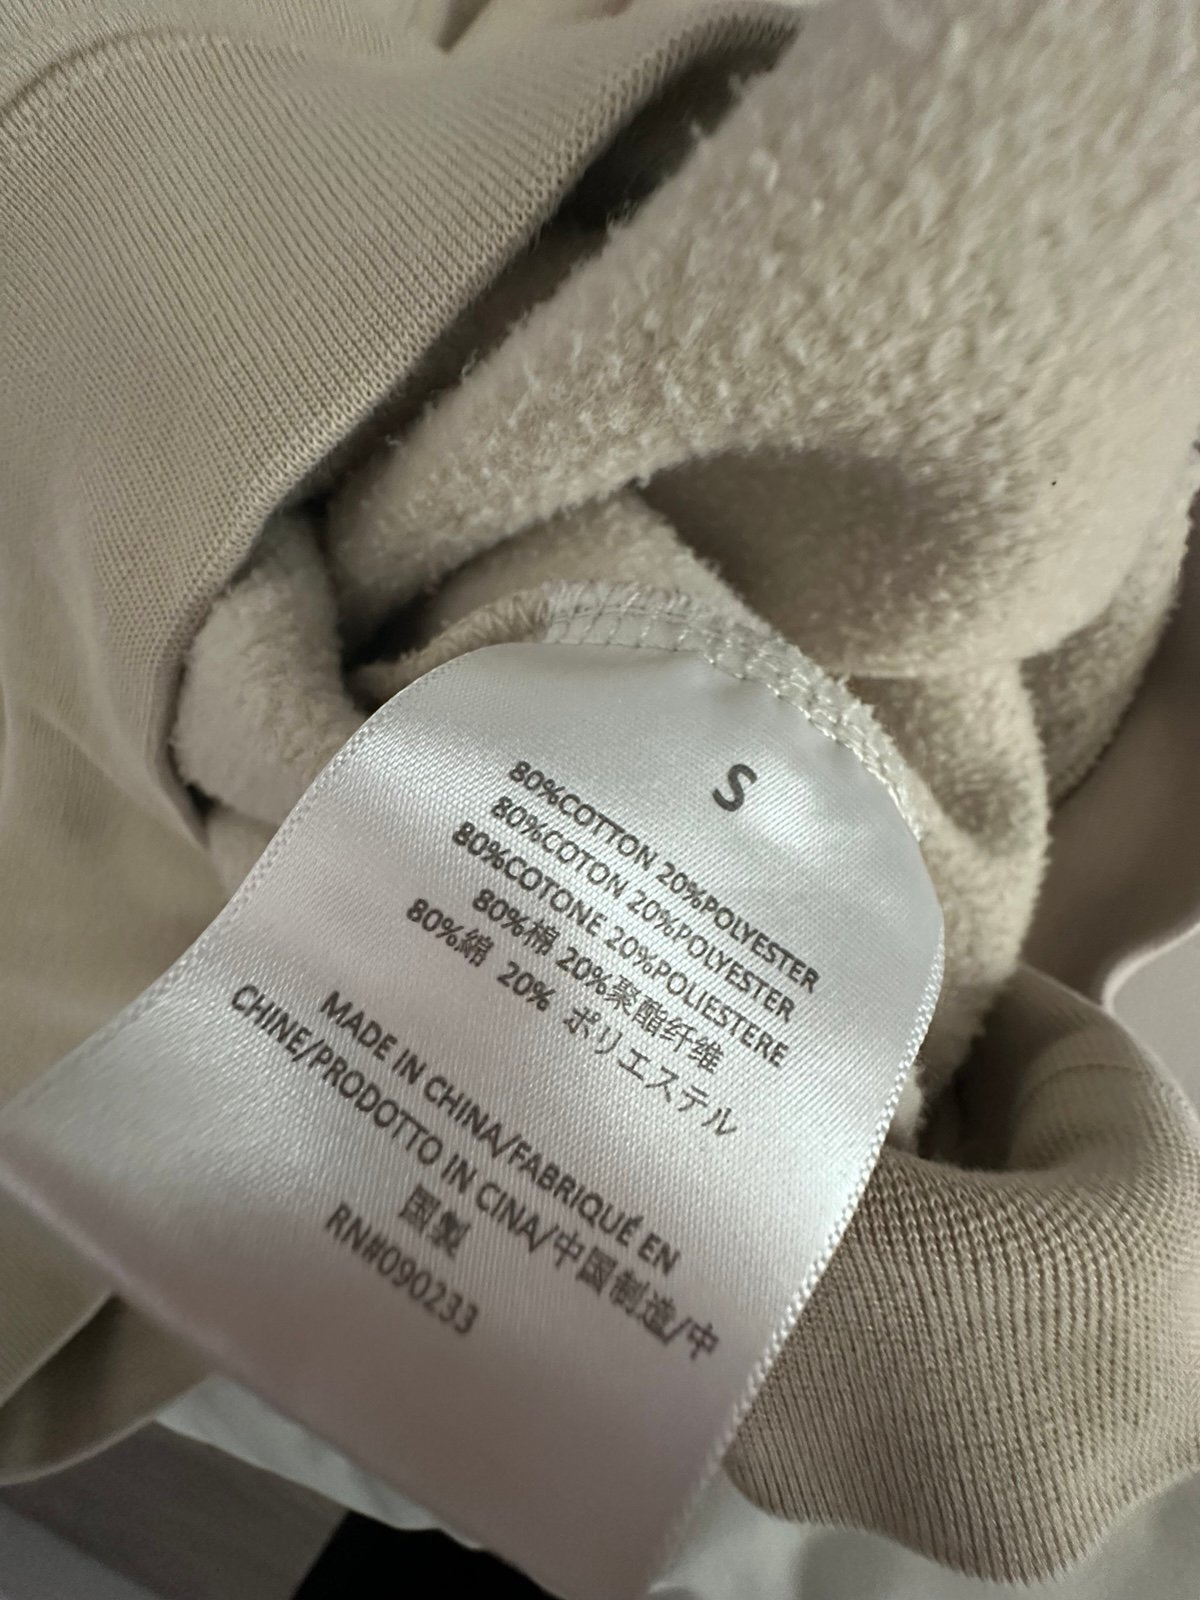 S
80%COTTON 20%POLYESTER
80%COTON 20%POLYESTER
80%COTONE 20%POLIESTERE
80%棉 20%聚酯纤维
80%綿 20% ポリエステル
MADE IN CHINA/FABRIQUÉ EN
CHINE/PRODOTTO IN CINA/中国制造/中
国製
RN#090233